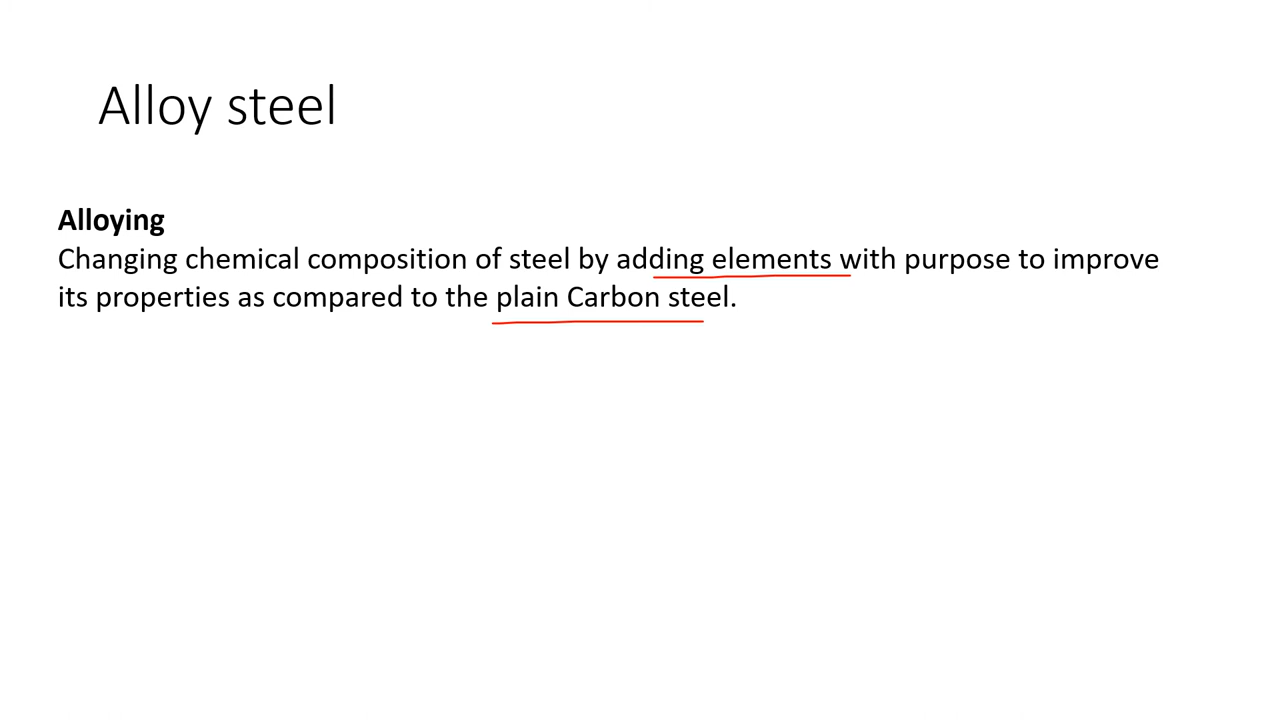 Alloy steel
Alloying
Changing chemical composition of steel by adding elements with purpose to improve
its properties as compared to the plain Carbon steel.